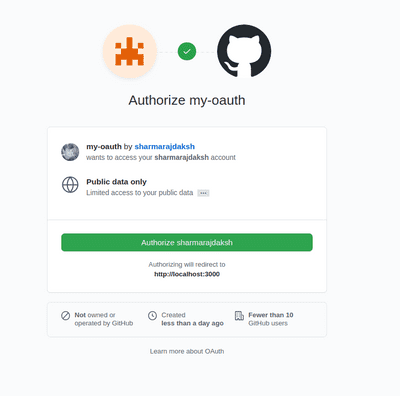 Authorize my-oauth
my-oauth by sharmarajdaksh
wants to access your sharmarajdaksh account
Public data only
Limited access to your public data
Authorize sharmarajdaksh
Authorizing will redirect to
http://localhost:3000
Not owned or
operated by GitHub
Created
less than a day ago
Fewer than 10
GitHub users
Learn more about OAuth